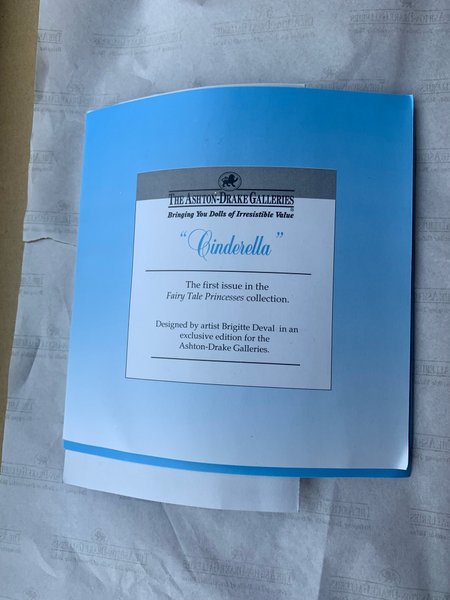 THE ASHTON-DRAKE GALLERIES®
Bringing You Dolls of Irresistible Value
"Cinderella"
The first issue in the
Fairy Tale Princesses collection.
Designed by artist Brigitte Deval in an
exclusive edition for the
Ashton-Drake Galleries.